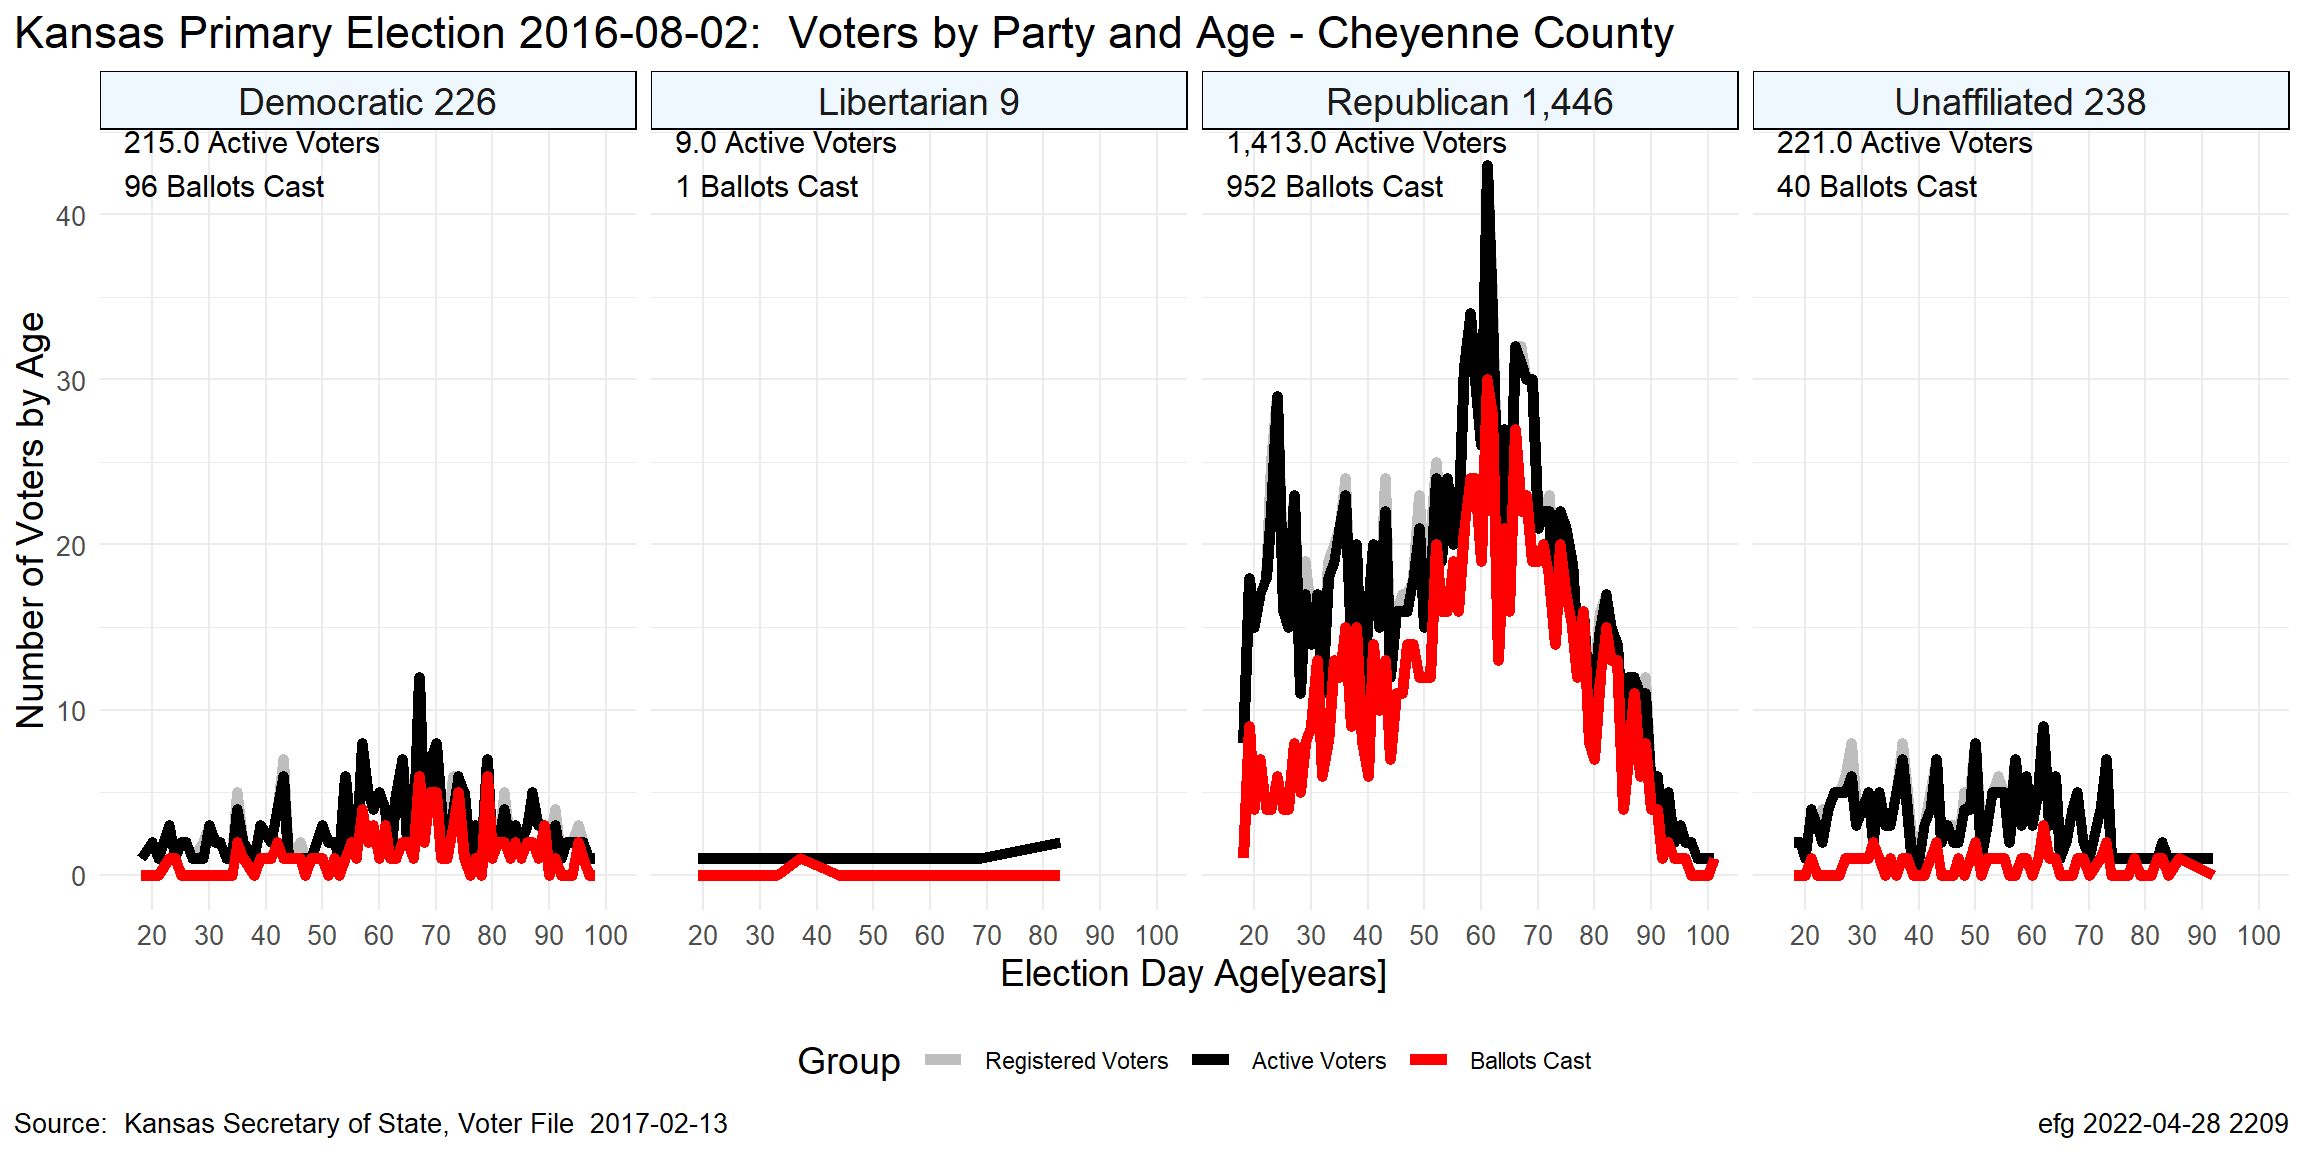 Kansas Primary Election 2016-08-02:  Voters by Party and Age - Cheyenne County
Democratic 226
Libertarian 9
Republican 1,446
Unaffiliated 238
215.0 Active Voters
96 Ballots Cast
9.0 Active Voters
1 Ballots Cast
1,413.0 Active Voters
952 Ballots Cast
221.0 Active Voters
40 Ballots Cast
Number of Voters by Age
40
30
20
10
0
20 30 40 50 60 70 80 90 100
20 30 40 50 60 70 80 90 100
20 30 40 50 60 70 80 90 100
20 30 40 50 60 70 80 90 100
Election Day Age[years]
Group Registered Voters Active Voters Ballots Cast
Source:  Kansas Secretary of State, Voter File  2017-02-13
efg 2022-04-28 2209